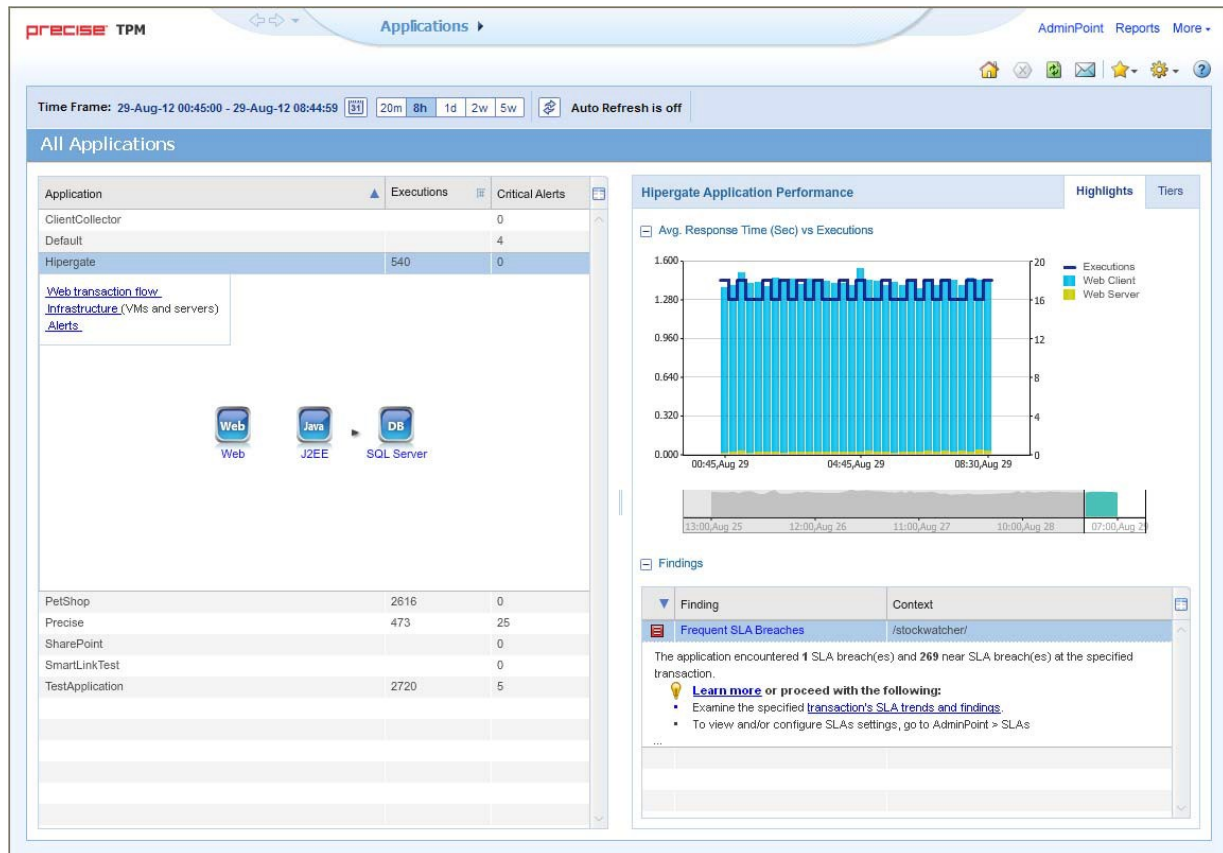 precise TPM
Applications
AdminPoint Reports More
Time Frame: 29-Aug-12 00:45:00 - 29-Aug-12 08:44:59 31 20m 8h 1d 2w 5w Auto Refresh is off
All Applications
Application Executions Critical Alerts
ClientCollector 0
Default 4
Hipergate 540 0
Web transaction flow
Infrastructure (VMs and servers)
Alerts
Web Java DB
Web J2EE SQL Server
PetShop 2616 0
Precise 473 25
SharePoint 0
SmartLinkTest 0
TestApplication 2720 5
Hipergate Application Performance Highlights Tiers
Avg. Response Time (Sec) vs Executions
1.600 20
1.280 16
0.960 12
0.640 8
0.320 4
0.000 0
00:45,Aug 29 04:45,Aug 29 08:30,Aug 29
Executions
Web Client
Web Server
13:00,Aug 25 12:00,Aug 26 11:00,Aug 27 10:00,Aug 28 07:00,Aug 29
Findings
Finding Context
Frequent SLA Breaches /stockwatcher/
The application encountered 1 SLA breach(es) and 269 near SLA breach(es) at the specified
transaction.
Learn more or proceed with the following:
Examine the specified transaction's SLA trends and findings.
To view and/or configure SLAs settings, go to AdminPoint > SLAs
...